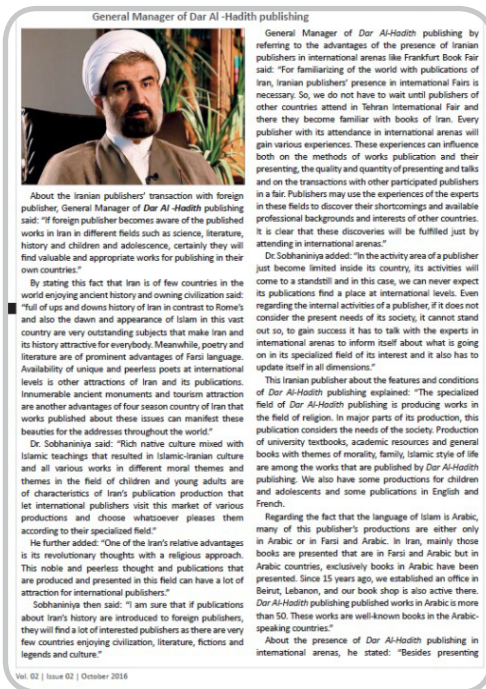 General Manager of Dar Al -Hadith publishing
About the Iranian publishers' transaction with foreign
publisher, General Manager of Dar Al -Hadith publishing
said: "If foreign publisher becomes aware of the published
works in Iran in different fields such as science, literature,
history and children and adolescence, certainly they will
find valuable and appropriate works for publishing in their
own countries."
By stating this fact that Iran is of few countries in the
world enjoying ancient history and owning civilization said:
"full of ups and downs history of Iran in contrast to Rome's
and also the dawn and appearance of Islam in this vast
country are very outstanding subjects that make Iran and
its history attractive for everybody. Meanwhile, poetry and
literature are of prominent advantages of Farsi language.
Availability of unique and peerless poets at international
levels is other attractions of Iran and its publications.
Innumerable ancient monuments and tourism attraction
are another advantages of four season country of Iran that
works published about these issues can manifest these
beauties for the addresses throughout the world."
Dr. Sobhaniniya said: "Rich native culture mixed with
Islamic teachings that resulted in Islamic-Iranian culture
and all various works in different moral themes and
themes in the field of children and young adults are
of characteristics of Iran's publication production that
let international publishers visit this market of various
productions and choose whatsoever pleases them
according to their specialized field."
He further added: "One of the Iran's relative advantages
is its revolutionary thoughts with a religious approach.
This noble and peerless thought and publications that
are produced and presented in this field can have a lot of
attraction for international publishers."
Sobhaniniya then said: "I am sure that if publications
about Iran's history are introduced to foreign publishers,
they will find a lot of interested publishers as there are very
few countries enjoying civilization, literature, fictions and
legends and culture."
General Manager of Dar Al-Hadith publishing by
referring to the advantages of the presence of Iranian
publishers in international arenas like Frankfurt Book Fair
said: "For familiarizing of the world with publications of
Iran, Iranian publishers' presence in international Fairs is
necessary. So, we do not have to wait until publishers of
other countries attend in Tehran International Fair and
there they become familiar with books of Iran. Every
publisher with its attendance in international arenas will
gain various experiences. These experiences can influence
both on the methods of works publication and their
presenting, the quality and quantity of presenting and talks
and on the transactions with other participated publishers
in a fair. Publishers may use the experiences of the experts
in these fields to discover their shortcomings and available
professional backgrounds and interests of other countries.
It is clear that these discoveries will be fulfilled just by
attending in international arenas."
Dr. Sobhaniniya added: "In the activity area of a publisher
just become limited inside its country, its activities will
come to a standstill and in this case, we can never expect
its publications find a place at international levels. Even
regarding the internal activities of a publisher, if it does not
consider the present needs of its society, it cannot stand
out so, to gain success it has to talk with the experts in
international arenas to inform itself about what is going
on in its specialized field of its interest and it also has to
update itself in all dimensions."
This Iranian publisher about the features and conditions
of Dar Al-Hadith publishing explained: "The specialized
field of Dar Al-Hadith publishing is producing works in
the field of religion. In major parts of its production, this
publication considers the needs of the society. Production
of university textbooks, academic resources and general
books with themes of morality, family, Islamic style of life
are among the works that are published by Dar Al-Hadith
publishing. We also have some productions for children
and adolescents and some publications in English and
French.
Regarding the fact that the language of Islam is Arabic,
many of this publisher's productions are either only
in Arabic or in Farsi and Arabic. In Iran, mainly those
books are presented that are in Farsi and Arabic but in
Arabic countries, exclusively books in Arabic have been
presented. Since 15 years ago, we established an office in
Beirut, Lebanon, and our book shop is also active there.
Dar Al-Hadith publishing published works in Arabic is more
than 50. These works are well-known books in the Arabic-
speaking countries."
About the presence of Dar Al-Hadith publishing in
international arenas, he stated: "Besides presenting
Vol. 02 | Issue 02 | October 2016